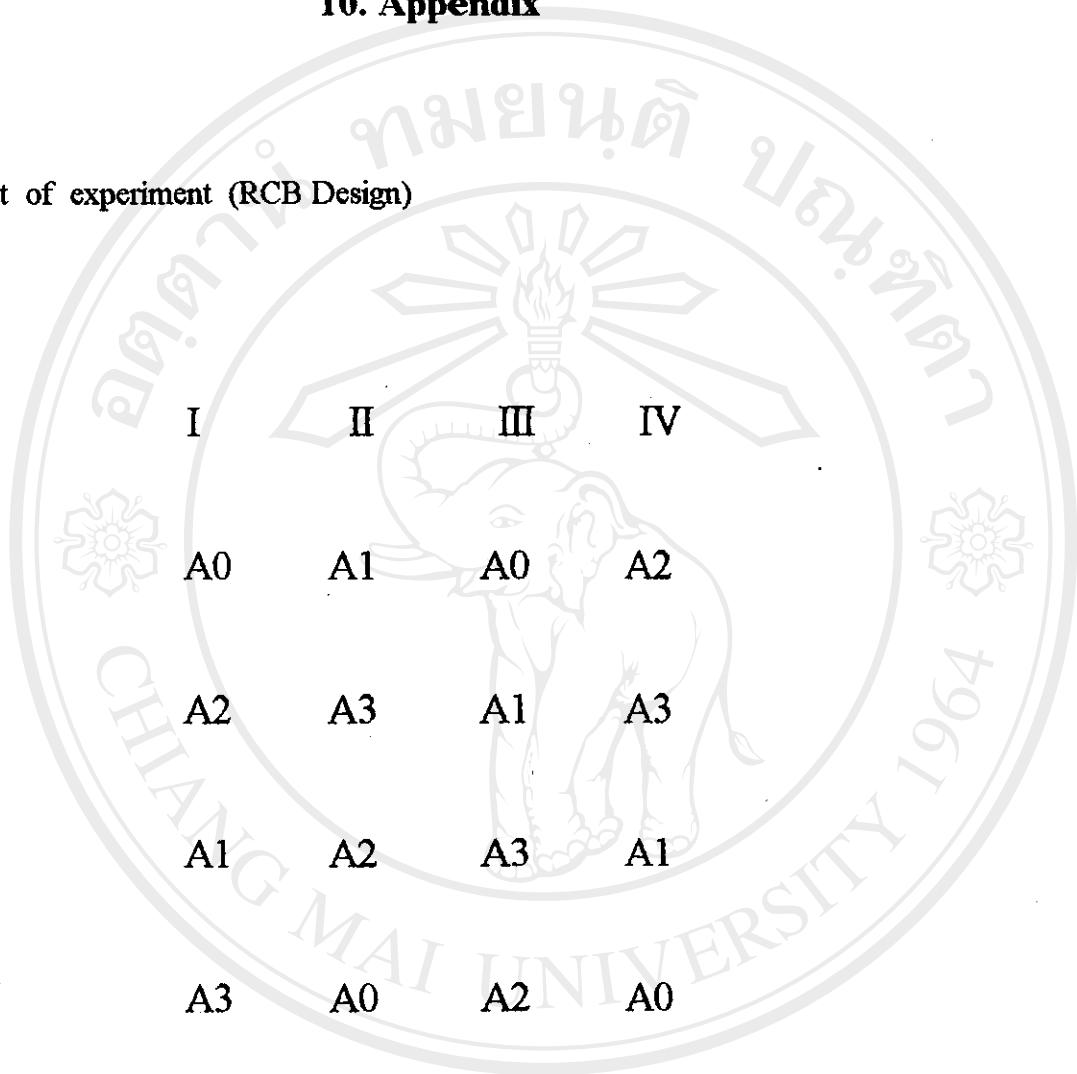 10. Appendix
t of experiment (RCB Design)
I II III IV
A0 A1 A0 A2
A2 A3 A1 A3
A1 A2 A3 A1
A3 A0 A2 A0
CHIANG MAI UNIVERSITY 1964